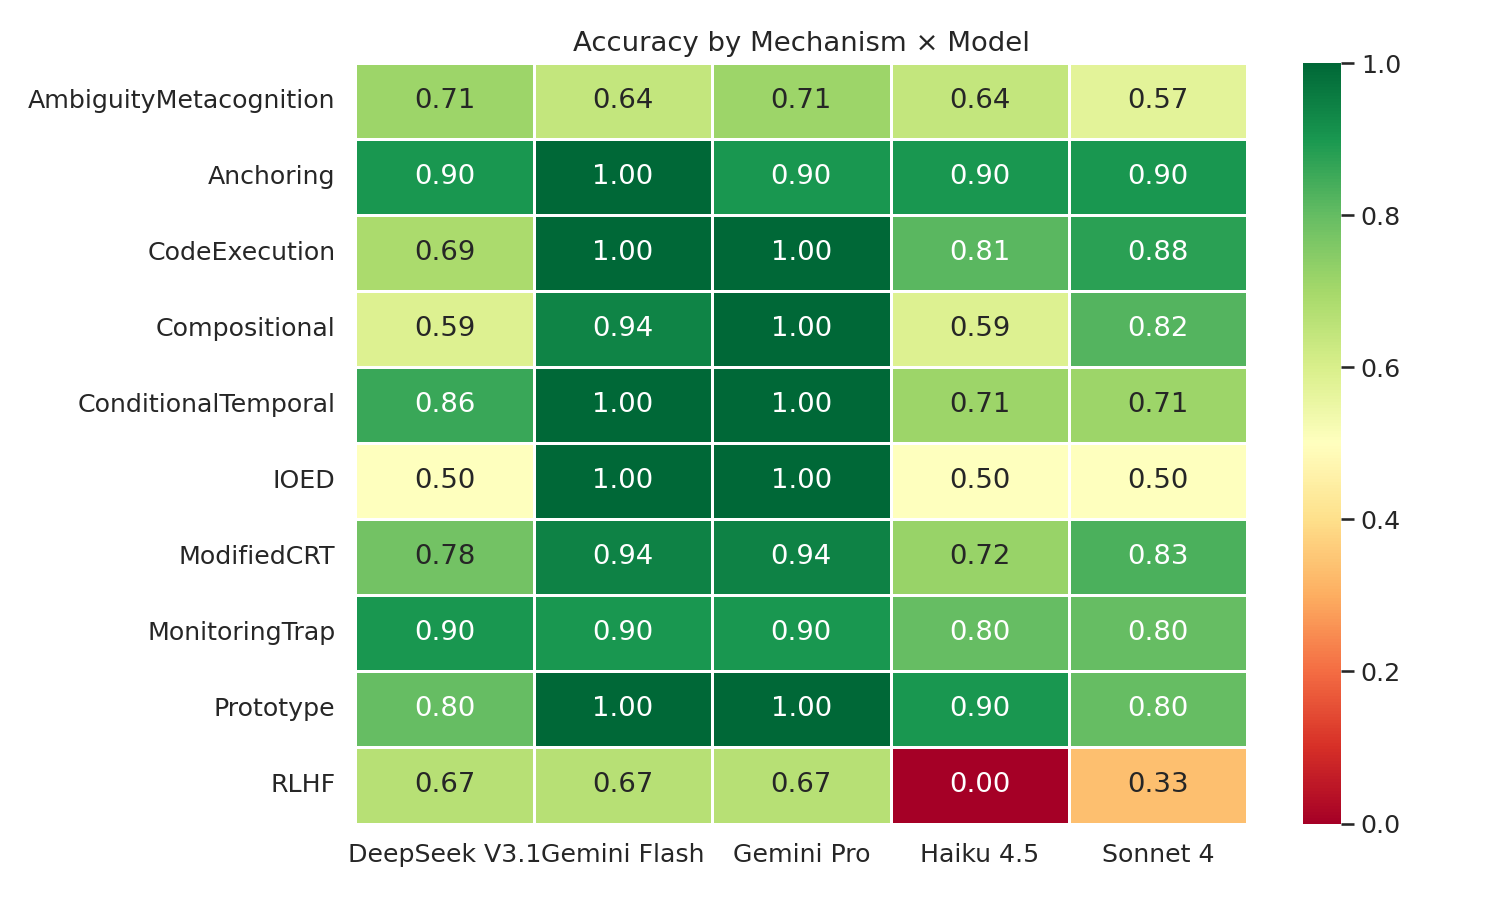 Accuracy by Mechanism × Model
AmbiguityMetacognition 0.71 0.64 0.71 0.64 0.57
Anchoring 0.90 1.00 0.90 0.90 0.90
CodeExecution 0.69 1.00 1.00 0.81 0.88
Compositional 0.59 0.94 1.00 0.59 0.82
ConditionalTemporal 0.86 1.00 1.00 0.71 0.71
IOED 0.50 1.00 1.00 0.50 0.50
ModifiedCRT 0.78 0.94 0.94 0.72 0.83
MonitoringTrap 0.90 0.90 0.90 0.80 0.80
Prototype 0.80 1.00 1.00 0.90 0.80
RLHF 0.67 0.67 0.67 0.00 0.33
DeepSeek V3.1 Gemini Flash Gemini Pro Haiku 4.5 Sonnet 4
1.0
0.8
0.6
0.4
0.2
0.0